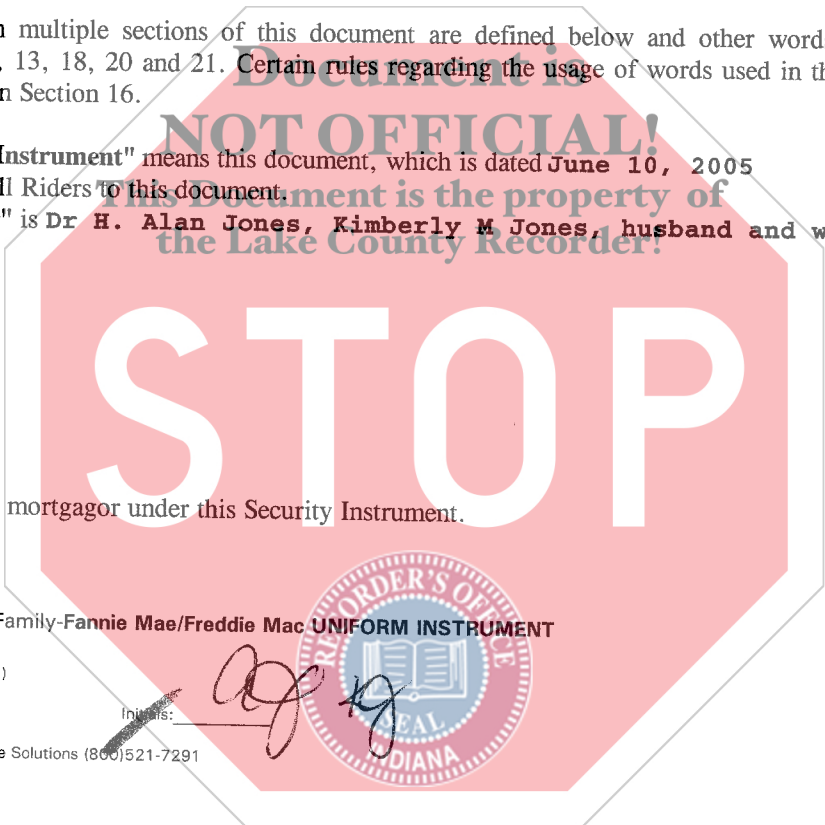 multiple sections of this document are defined below and other word
13, 18, 20 and 21. Certain rules regarding the usage of words used in
Section 16.
Document is
NOT OFFICIAL!
Instrument" means this document, which is dated June 10, 2005
ll Riders to this document.
This Document is the property of
" is Dr H. Alan Jones, Kimberly M Jones, husband and w
the Lake County Recorder!
STOP
mortgagor under this Security Instrument.
RECORDER'S OFFICE
SEAL
INDIANA
Family-Fannie Mae/Freddie Mac UNIFORM INSTRUMENT
)
Initials:
KJ
e Solutions (800)521-7291